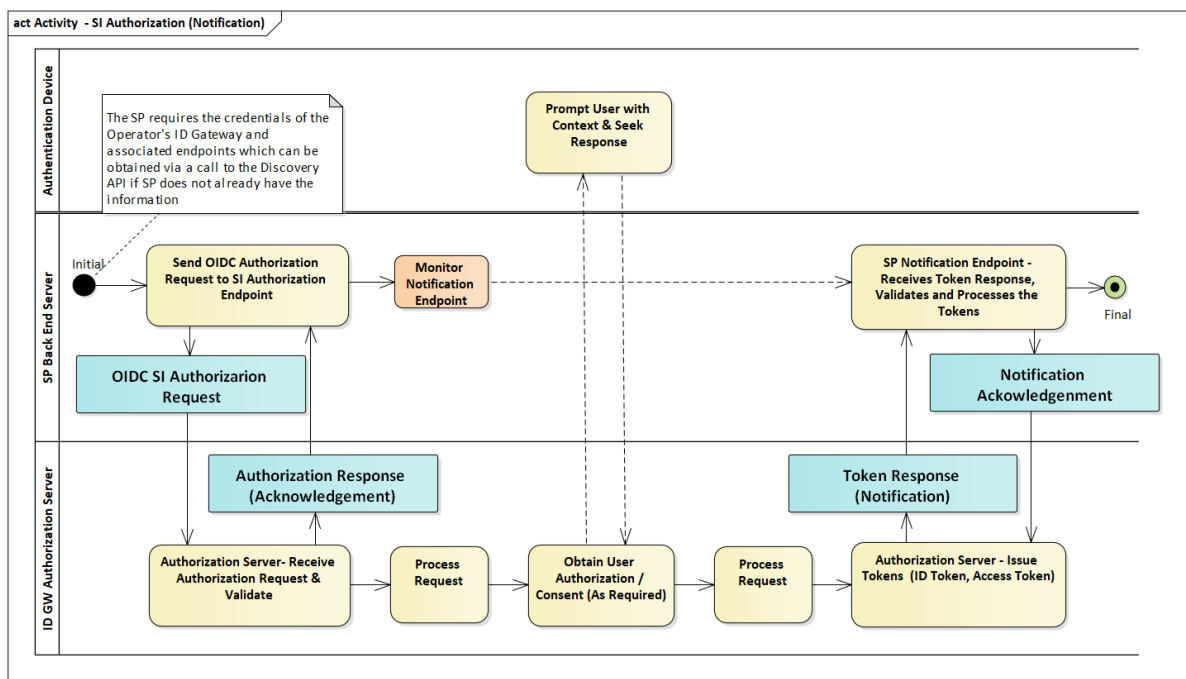 act Activity - SI Authorization (Notification)
Authentication Device
The SP requires the credentials of the
Operator's ID Gateway and
associated endpoints which can be
obtained via a call to the Discovery
API if SP does not already have the
information
Prompt User with
Context & Seek
Response
SP Back End Server
Initial
Send OIDC Authorization
Request to SI Authorization
Endpoint
Monitor
Notification
Endpoint
SP Notification Endpoint -
Receives Token Response,
Validates and Processes the
Tokens
Final
OIDC SI Authorizarion
Request
Notification
Ackowledgenment
ID GW Authorization Server
Authorization Response
(Acknowledgement)
Token Response
(Notification)
Authorization Server- Receive
Authorization Request &
Validate
Process
Request
Obtain User
Authorization /
Consent (As Required)
Process
Request
Authorization Server - Issue
Tokens (ID Token, Access Token)